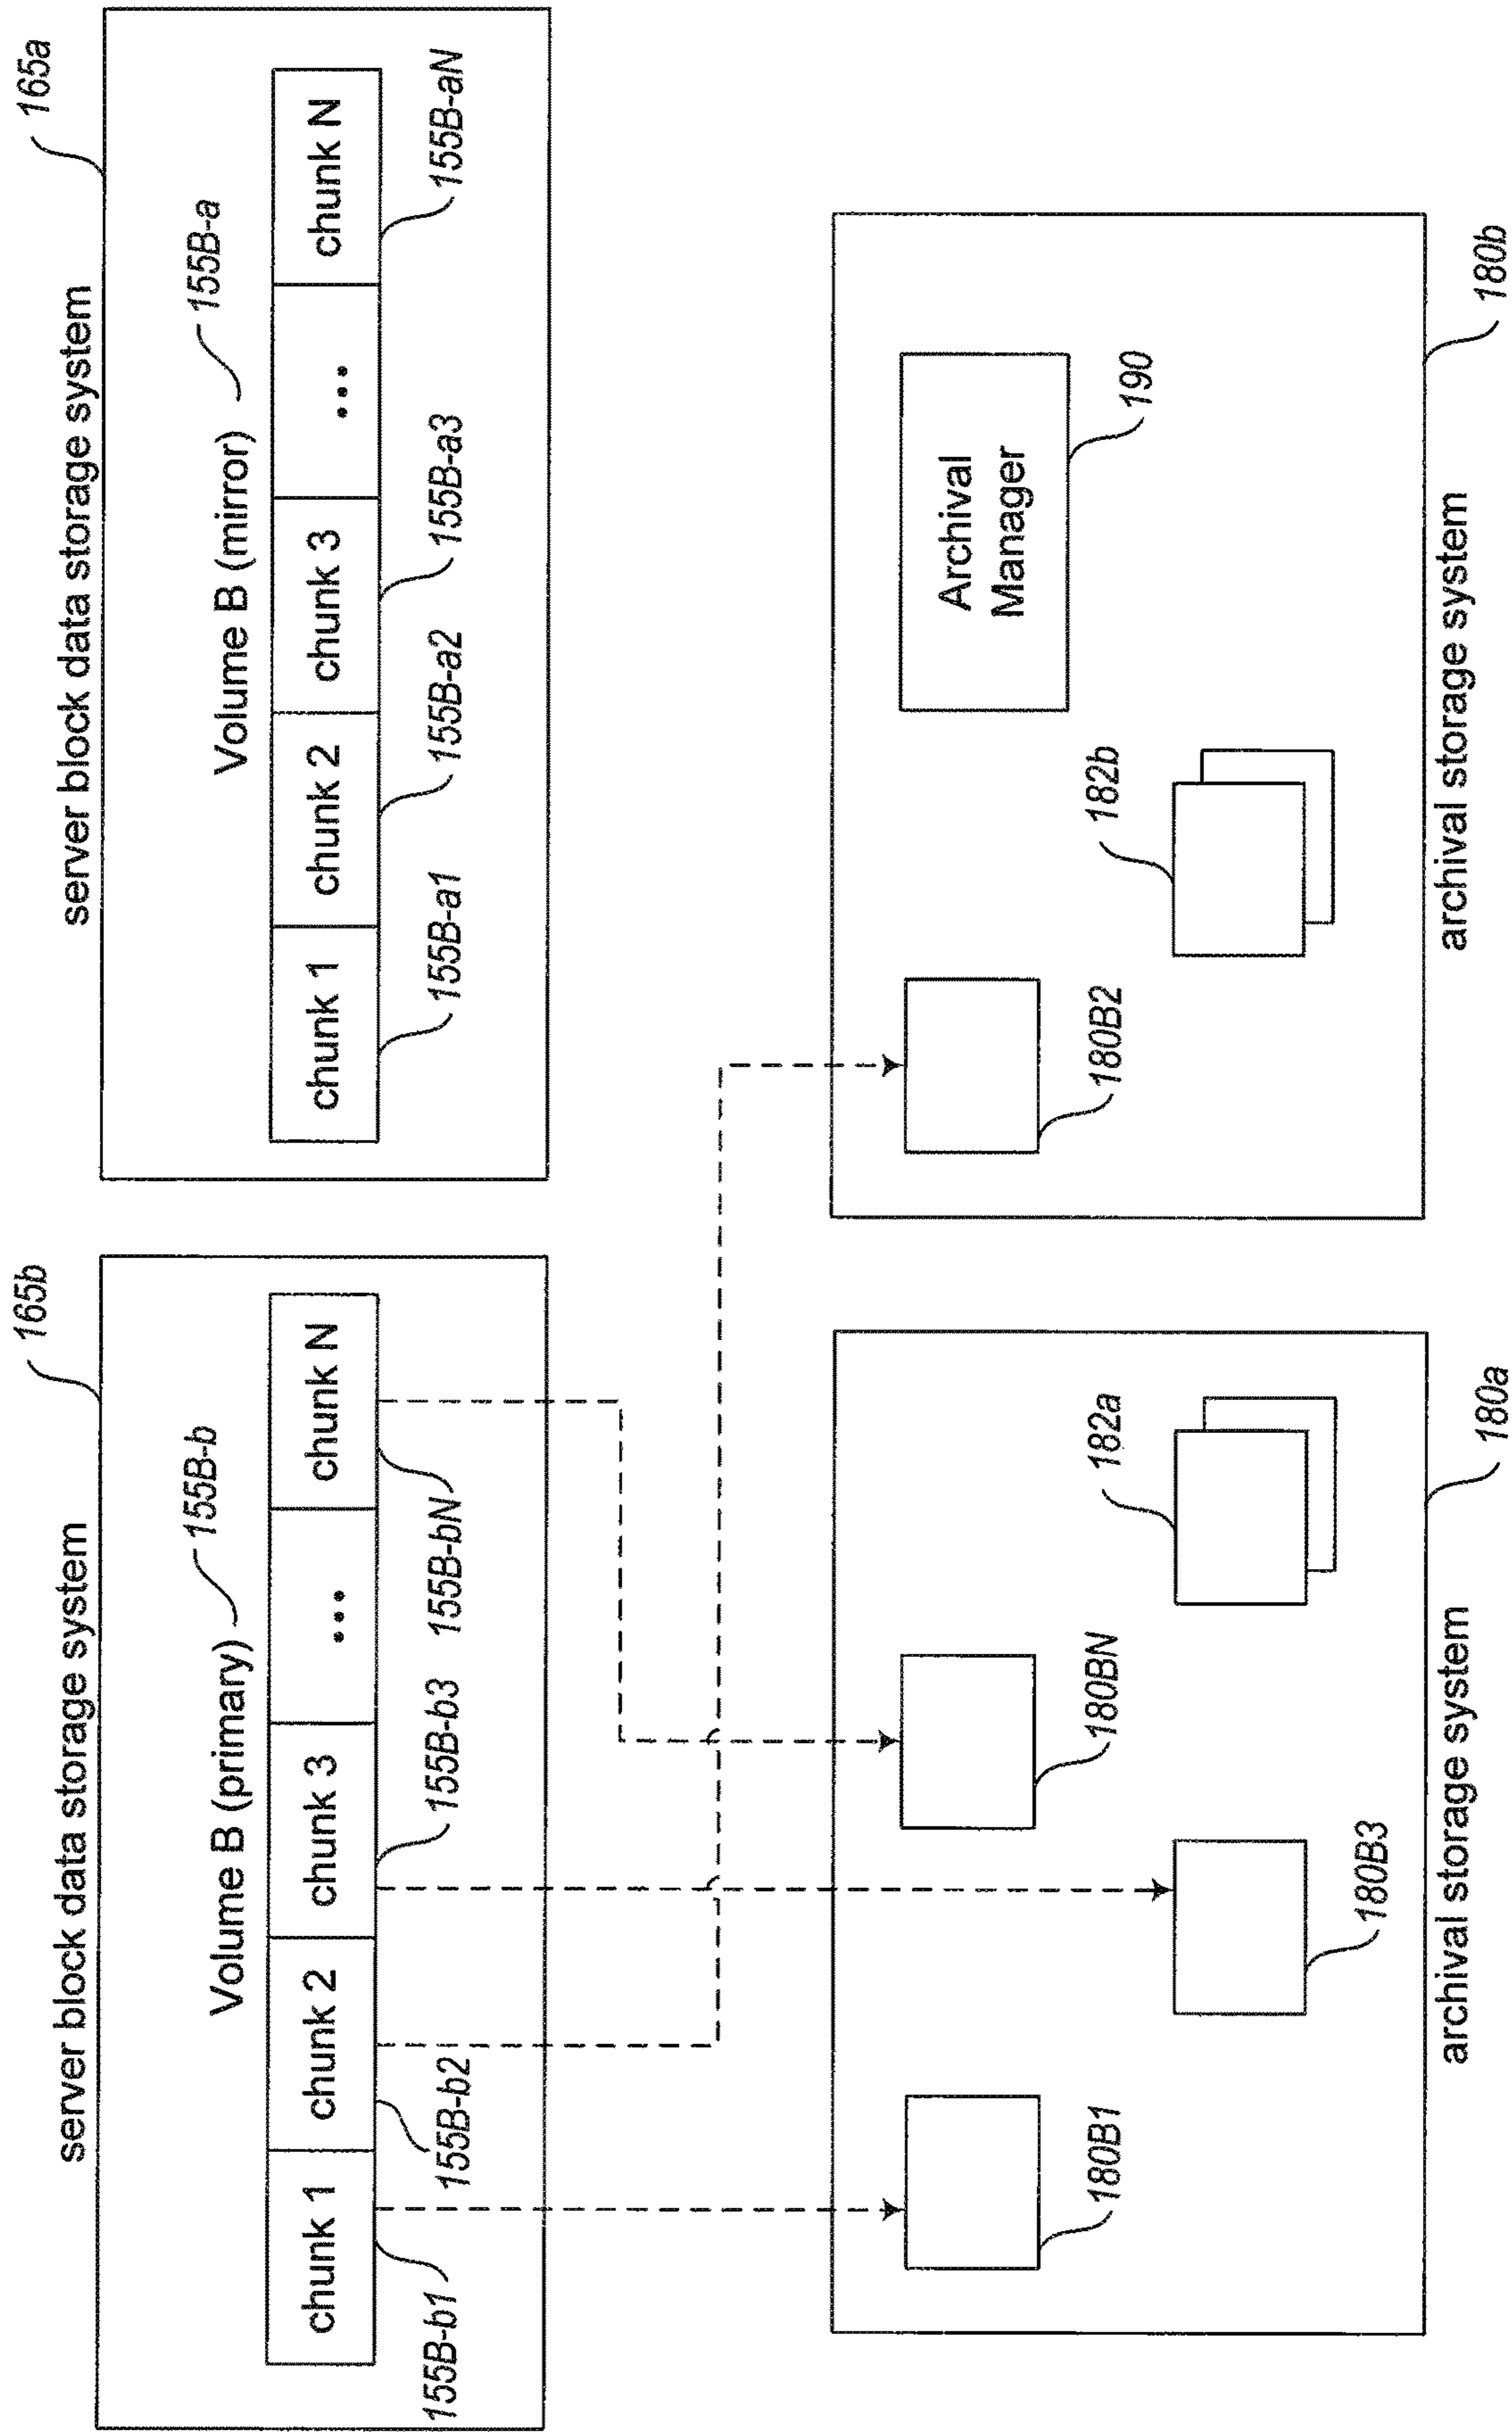 server block data storage system
165b
Volume B (primary)
155B-b
chunk 1
chunk 2
chunk 3
...
chunk N
155B-b1
155B-b2
155B-b3
155B-bN
server block data storage system
165a
Volume B (mirror)
155B-a
chunk 1
chunk 2
chunk 3
...
chunk N
155B-a1
155B-a2
155B-a3
155B-aN
180B1
180B3
180BN
182a
archival storage system
180a
180B2
182b
Archival
Manager
190
archival storage system
180b